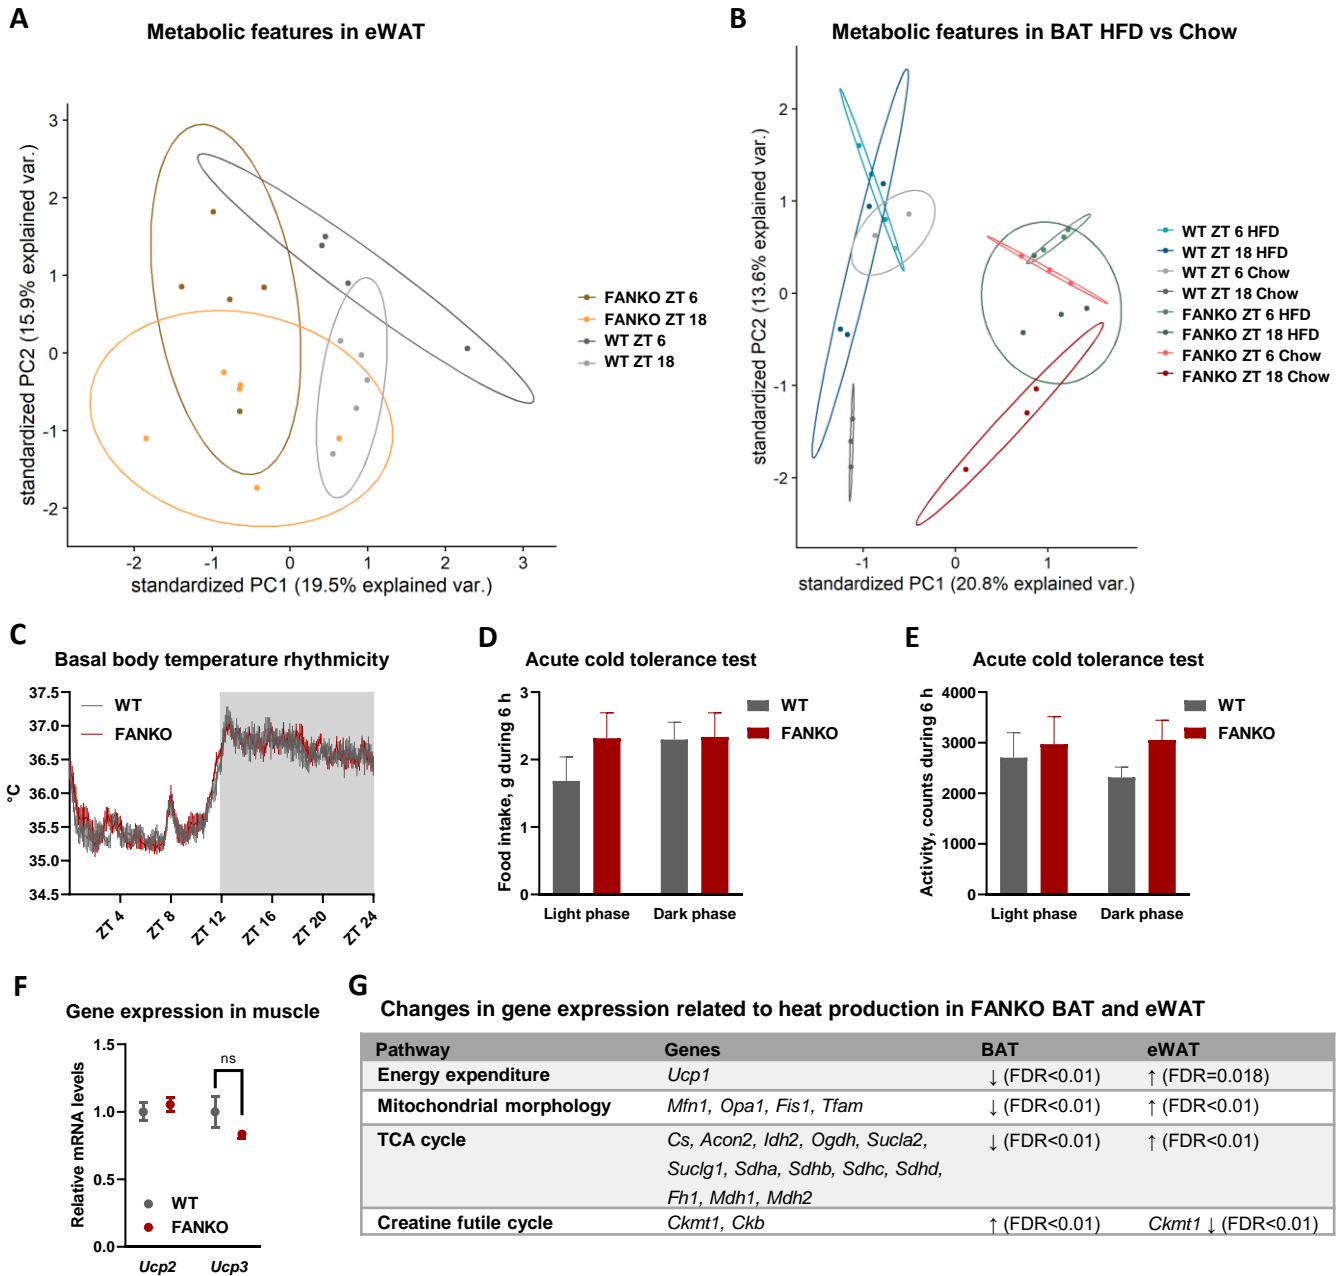 A
Metabolic features in eWAT
standardized PC2 (15.9% explained var.)
3
2
1
0
-1
-2
-2
-1
0
1
2
3
standardized PC1 (19.5% explained var.)
FANKO ZT 6
FANKO ZT 18
WT ZT 6
WT ZT 18
B
Metabolic features in BAT HFD vs Chow
standardized PC2 (13.6% explained var.)
2
1
0
-1
-2
-1
0
1
standardized PC1 (20.8% explained var.)
WT ZT 6 HFD
WT ZT 18 HFD
WT ZT 6 Chow
WT ZT 18 Chow
FANKO ZT 6 HFD
FANKO ZT 18 HFD
FANKO ZT 6 Chow
FANKO ZT 18 Chow
C
Basal body temperature rhythmicity
°C
37.5
37.0
36.5
36.0
35.5
35.0
34.5
WT
FANKO
ZT 4
ZT 8
ZT 12
ZT 16
ZT 20
ZT 24
D
Acute cold tolerance test
Food intake, g during 6 h
3
2
1
0
Light phase
Dark phase
WT
FANKO
E
Acute cold tolerance test
Activity, counts during 6 h
4000
3000
2000
1000
0
Light phase
Dark phase
WT
FANKO
F
Gene expression in muscle
Relative mRNA levels
1.5
1.0
0.5
0.0
ns
WT
FANKO
Ucp2
Ucp3
G
Changes in gene expression related to heat production in FANKO BAT and eWAT
Pathway Genes BAT eWAT
Energy expenditure Ucp1 ↓ (FDR<0.01) ↑ (FDR=0.018)
Mitochondrial morphology Mfn1, Opa1, Fis1, Tfam ↓ (FDR<0.01) ↑ (FDR<0.01)
TCA cycle Cs, Acon2, Idh2, Ogdh, Sucla2, ↓ (FDR<0.01) ↑ (FDR<0.01)
Suclg1, Sdha, Sdhb, Sdhc, Sdhd,
Fh1, Mdh1, Mdh2
Creatine futile cycle Ckmt1, Ckb ↑ (FDR<0.01) Ckmt1 ↓ (FDR<0.01)